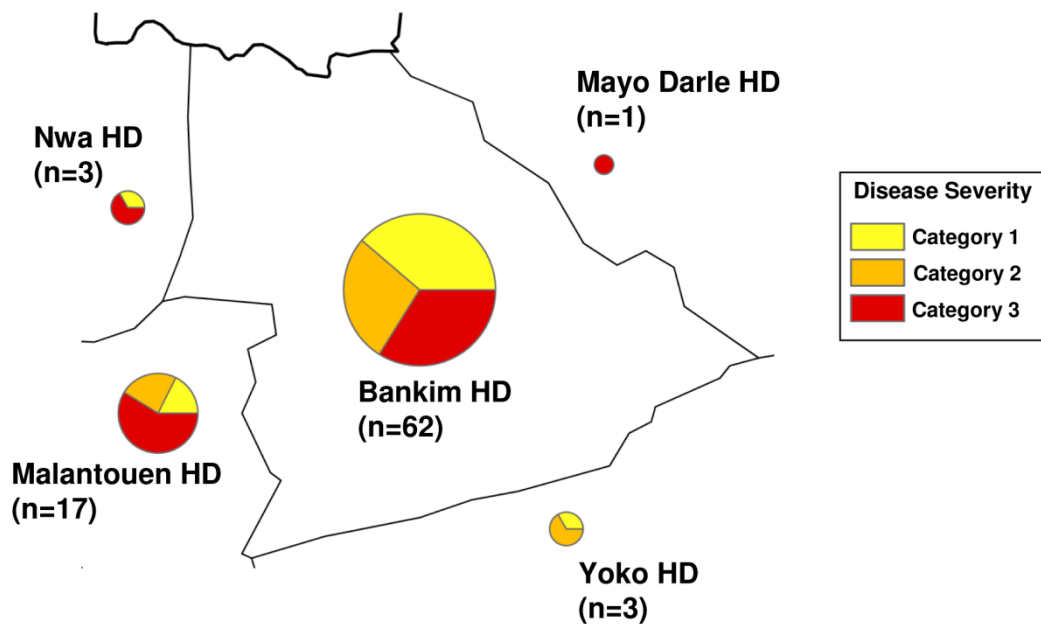 Mayo Darle HD
(n=1)
Nwa HD
(n=3)
Disease Severity
Category 1
Category 2
Category 3
Bankim HD
(n=62)
Malantouen HD
(n=17)
Yoko HD
(n=3)